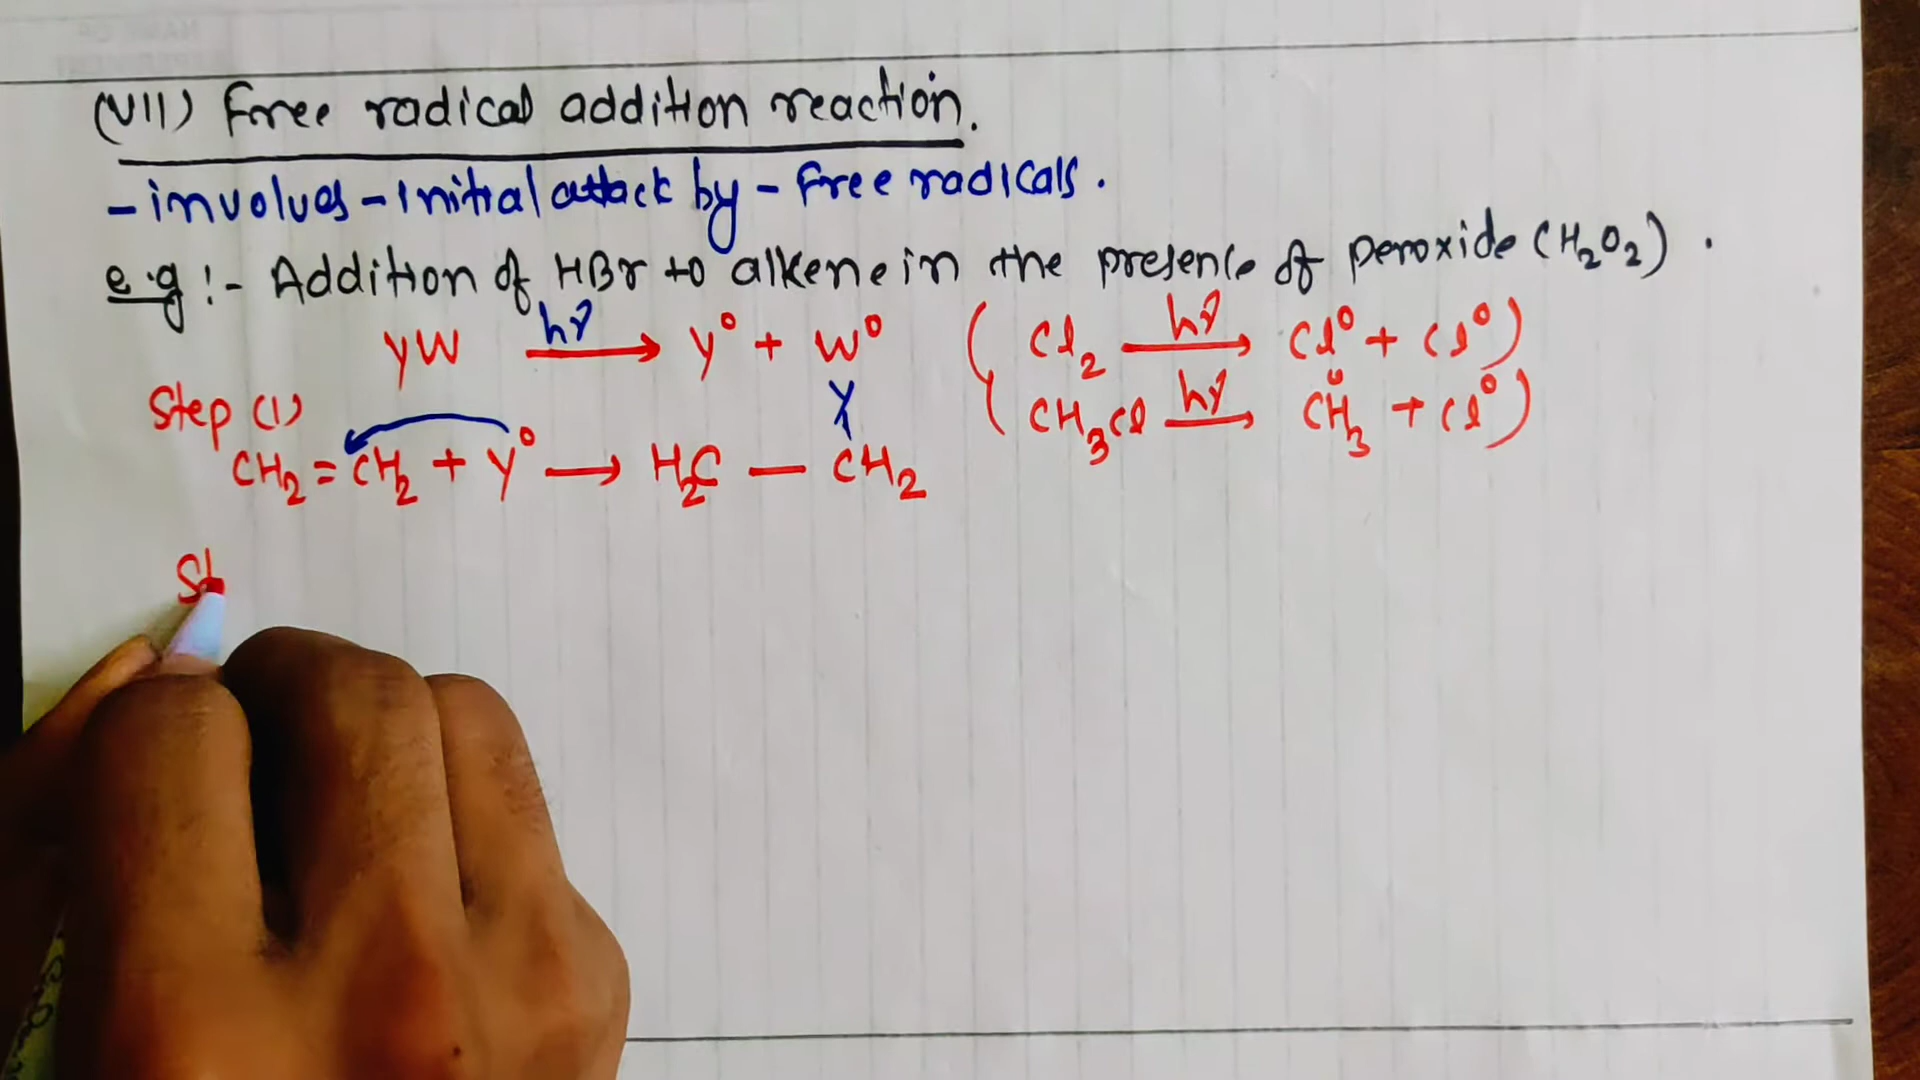 (VII) Free radical addition reaction.
- involves - Initial attack by - Free radicals.
e.g :- Addition of HBr to alkene in the presence of peroxide (H₂O₂).
YW —hν→ Y° + W° (Cl₂ —hν→ Cl° + Cl°)
Step (1) (CH₃Cl —hν→ C°H₃ + Cl°)
Y
CH₂ = CH₂ + Y° → H₂C — CH₂
St